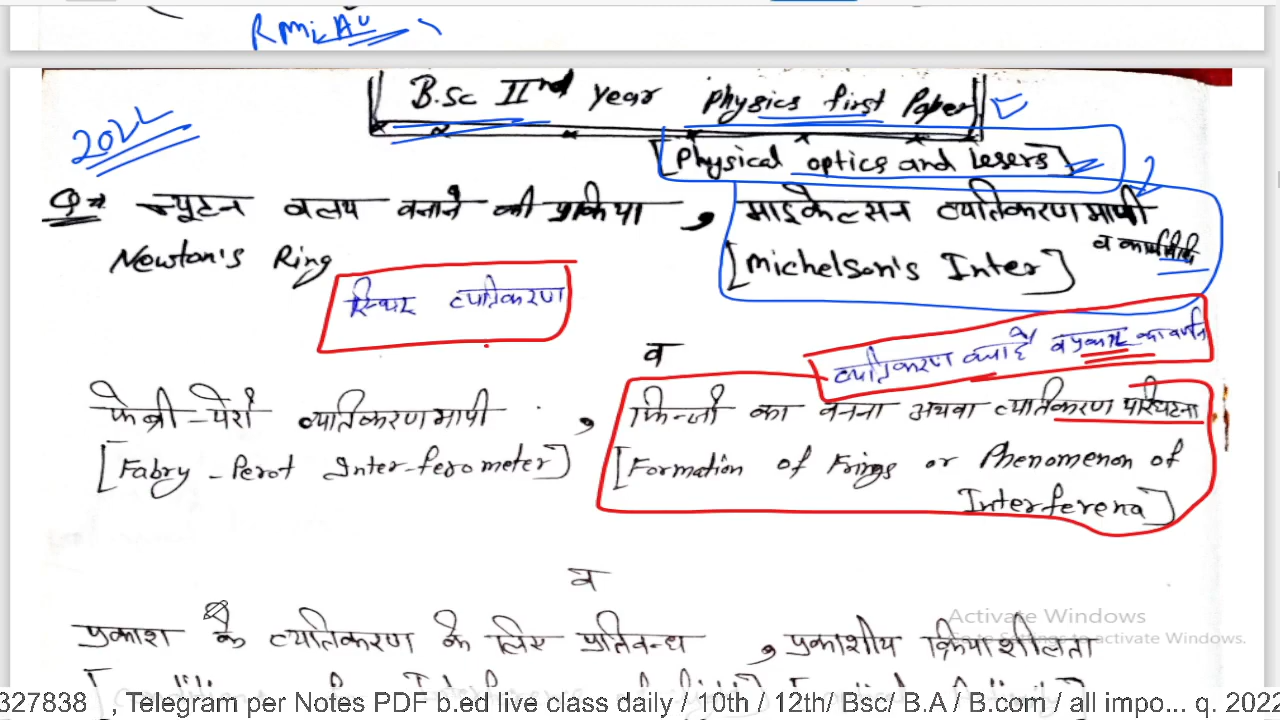 RMLAU
B.Sc IInd Year Physics first Paper
2022
[Physical optics and Lesers]
Q⇒ न्यूटन वलय बनाने की प्रक्रिया, माइकेल्सन व्यतिकरणमापी
व कार्यविधि
Newton's Ring [Michelson's Inter]
विस्थार व्यतिकरण
व्यतिकरण क्या है व प्रकार का वर्णन
व
फेब्री-पेरो व्यतिकरणमापी, फिन्जो का बनना अथवा व्यतिकरण परिघटना
[Fabry-Perot Inter-ferometer] [Formation of Frings or Phenomenon of
Interferena]
व
प्रकाश के व्यतिकरण के लिए प्रतिबन्ध, प्रकाशीय क्रियाशीलता
Activate Windows
Go to Settings to activate Windows.
327838 , Telegram per Notes PDF b.ed live class daily / 10th / 12th/ Bsc/ B.A / B.com / all impo... q. 2022